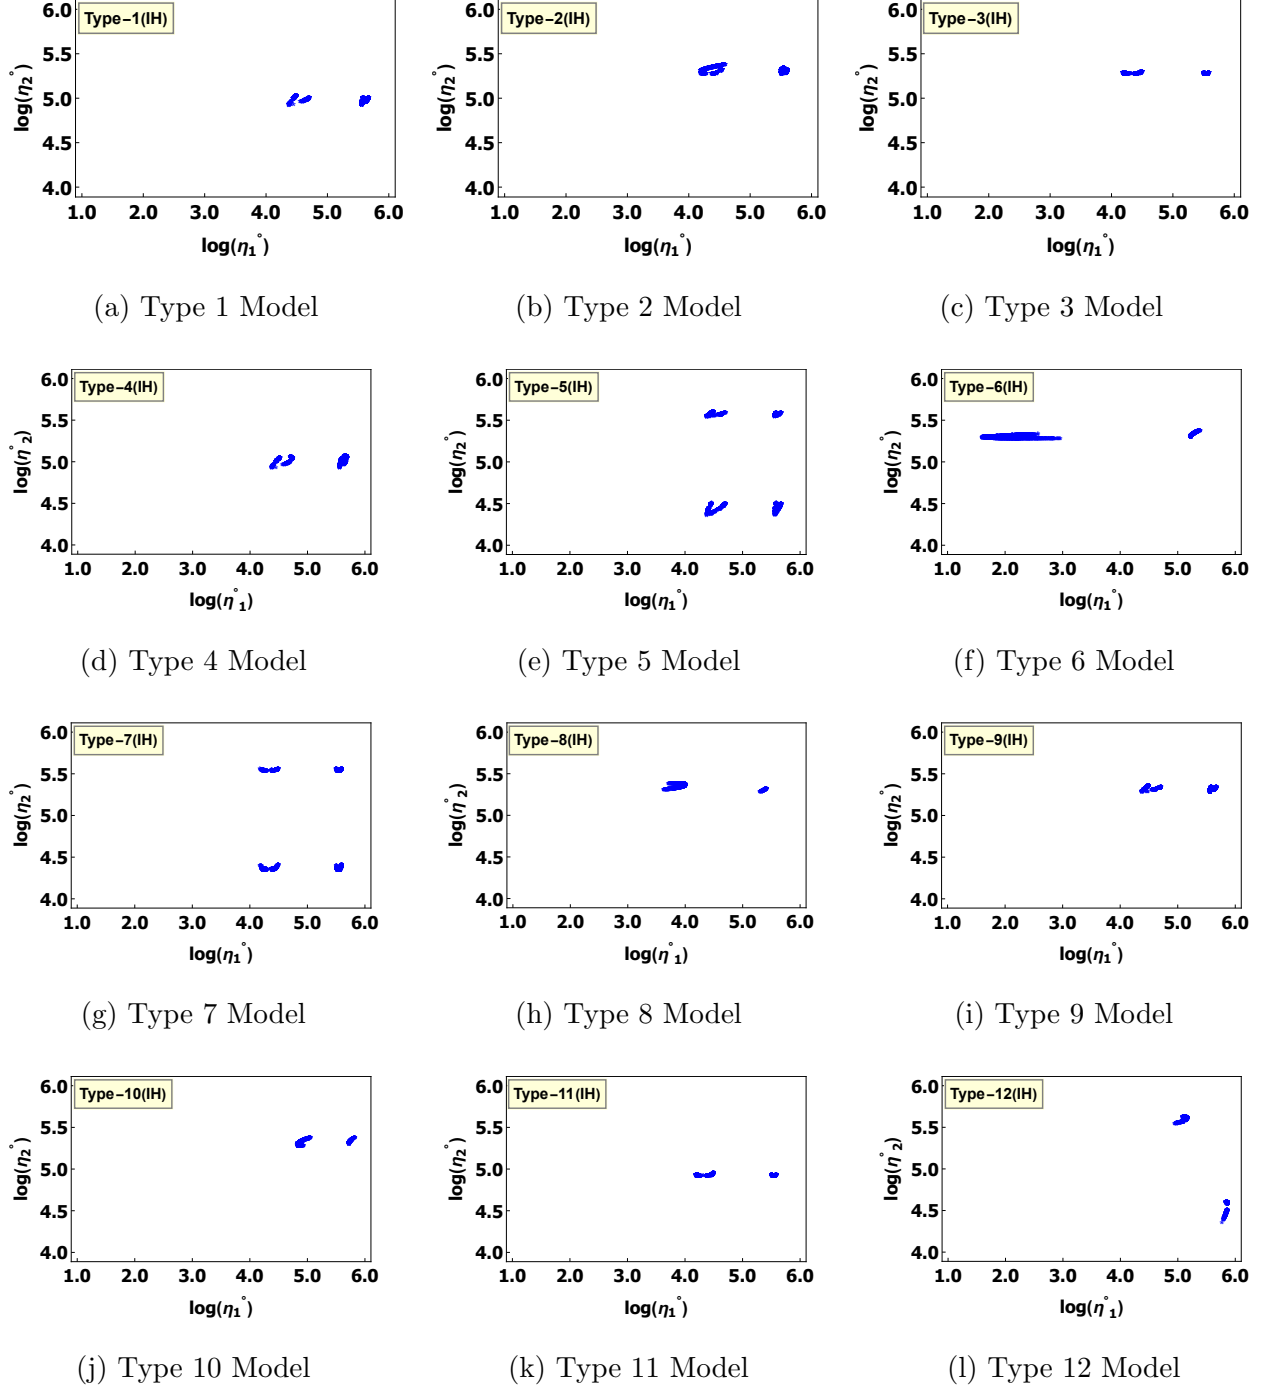 Type−1(IH)
log(η₂°)
6.0
5.5
5.0
4.5
4.0
1.0 2.0 3.0 4.0 5.0 6.0
log(η₁°)
(a) Type 1 Model
Type−2(IH)
log(η₂°)
6.0
5.5
5.0
4.5
4.0
1.0 2.0 3.0 4.0 5.0 6.0
log(η₁°)
(b) Type 2 Model
Type−3(IH)
log(η₂°)
6.0
5.5
5.0
4.5
4.0
1.0 2.0 3.0 4.0 5.0 6.0
log(η₁°)
(c) Type 3 Model
Type−4(IH)
log(η°₂)
6.0
5.5
5.0
4.5
4.0
1.0 2.0 3.0 4.0 5.0 6.0
log(η°₁)
(d) Type 4 Model
Type−5(IH)
log(η₂°)
6.0
5.5
5.0
4.5
4.0
1.0 2.0 3.0 4.0 5.0 6.0
log(η₁°)
(e) Type 5 Model
Type−6(IH)
log(η₂°)
6.0
5.5
5.0
4.5
4.0
1.0 2.0 3.0 4.0 5.0 6.0
log(η₁°)
(f) Type 6 Model
Type−7(IH)
log(η₂°)
6.0
5.5
5.0
4.5
4.0
1.0 2.0 3.0 4.0 5.0 6.0
log(η₁°)
(g) Type 7 Model
Type−8(IH)
log(η°₂)
6.0
5.5
5.0
4.5
4.0
1.0 2.0 3.0 4.0 5.0 6.0
log(η°₁)
(h) Type 8 Model
Type−9(IH)
log(η₂°)
6.0
5.5
5.0
4.5
4.0
1.0 2.0 3.0 4.0 5.0 6.0
log(η₁°)
(i) Type 9 Model
Type−10(IH)
log(η₂°)
6.0
5.5
5.0
4.5
4.0
1.0 2.0 3.0 4.0 5.0 6.0
log(η₁°)
(j) Type 10 Model
Type−11(IH)
log(η₂°)
6.0
5.5
5.0
4.5
4.0
1.0 2.0 3.0 4.0 5.0 6.0
log(η₁°)
(k) Type 11 Model
Type−12(IH)
log(η°₂)
6.0
5.5
5.0
4.5
4.0
1.0 2.0 3.0 4.0 5.0 6.0
log(η°₁)
(l) Type 12 Model